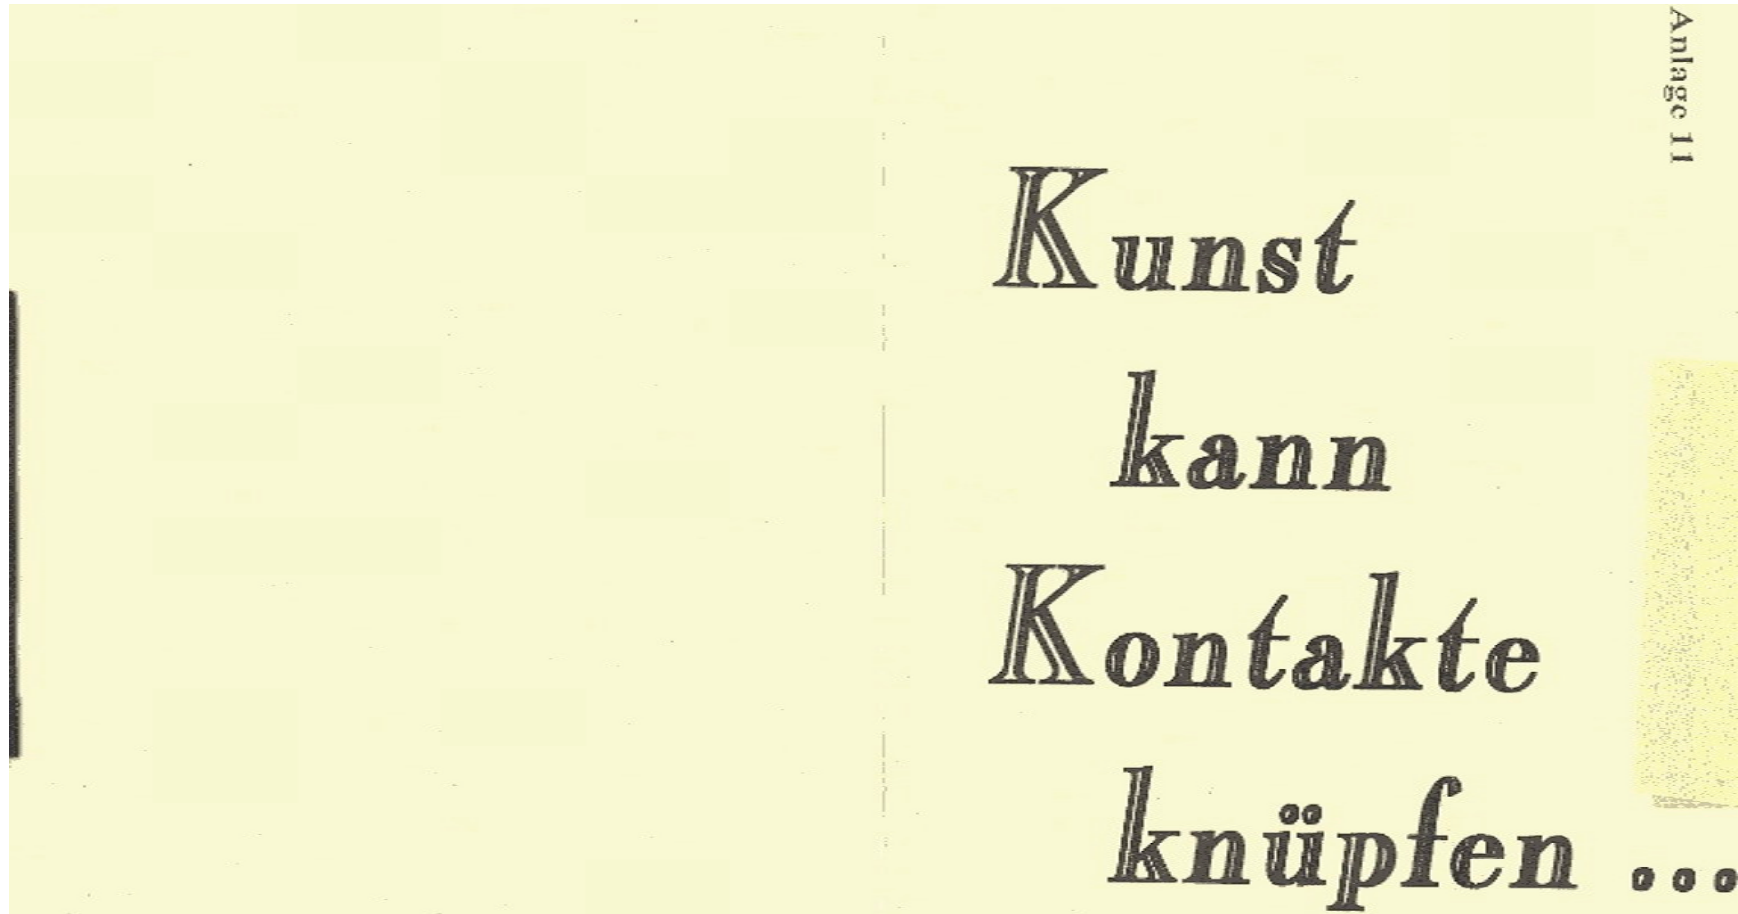 Anlage 11
Kunst
kann
Kontakte
knüpfen ...